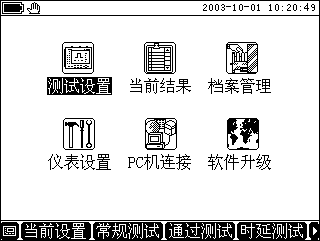 2003-10-01 10:20:49
测试设置 当前结果 档案管理
仪表设置 PC机连接 软件升级
当前设置 常规测试 通过测试 时延测试